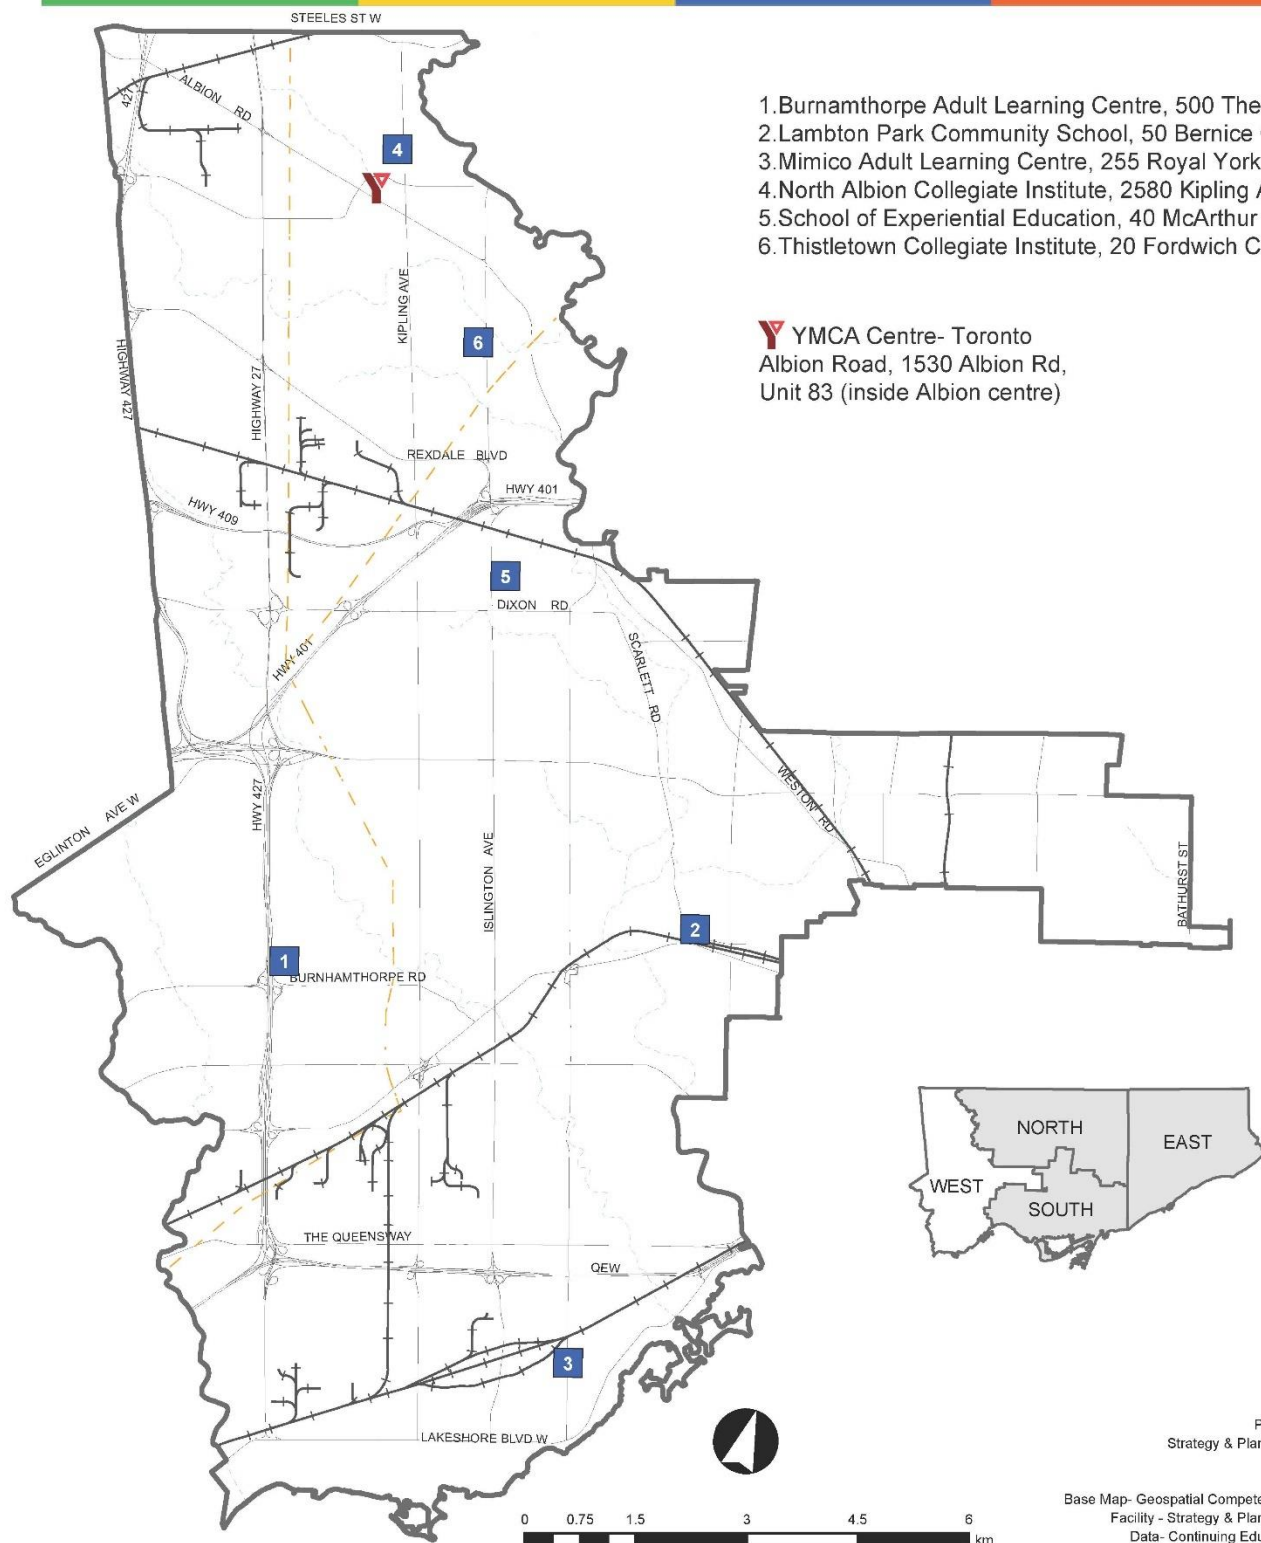 STEELES ST W
427
ALBION RD
1.Burnamthorpe Adult Learning Centre, 500 The
2.Lambton Park Community School, 50 Bernice
3.Mimico Adult Learning Centre, 255 Royal York
4.North Albion Collegiate Institute, 2580 Kipling
5.School of Experiential Education, 40 McArthur
6.Thistletown Collegiate Institute, 20 Fordwich C
4
KIPLING AVE
6
YMCA Centre- Toronto
Albion Road, 1530 Albion Rd,
Unit 83 (inside Albion centre)
HIGHWAY 427
HIGHWAY 27
REXDALE BLVD
HWY 401
HWY 409
5
DIXON RD
HWY 401
SCARLETT RD
WESTON RD
HWY 427
EGLINTON AVE W
ISLINGTON AVE
BATHURST ST
2
1
BURNHAMTHORPE RD
NORTH
EAST
WEST
SOUTH
THE QUEENSWAY
QEW
3
LAKESHORE BLVD W
Strategy & Plan
Base Map- Geospatial Compete
Facility - Strategy & Plan
Data- Continuing Edu
0 0.75 1.5 3 4.5 6
km